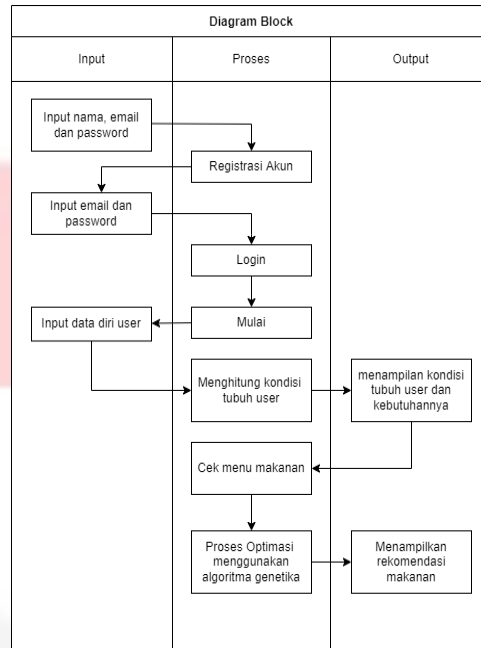 Diagram Block
Input
Proses
Output
Input nama, email
dan password
Registrasi Akun
Input email dan
password
Login
Mulai
Input data diri user
Menghitung kondisi
tubuh user
menampilan kondisi
tubuh user dan
kebutuhannya
Cek menu makanan
Proses Optimasi
menggunakan
algoritma genetika
Menampilkan
rekomendasi
makanan